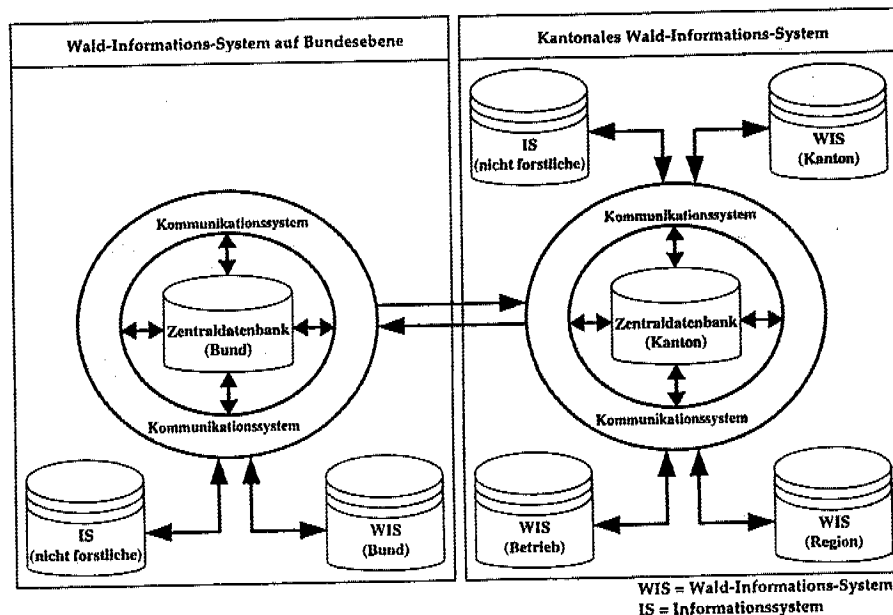 Wald-Informations-System auf Bundesebene
Kommunikationssystem
Zentraldatenbank
(Bund)
Kommunikationssystem
IS
(nicht forstliche)
WIS
(Bund)
Kantonales Wald-Informations-System
IS
(nicht forstliche)
WIS
(Kanton)
Kommunikationssystem
Zentraldatenbank
(Kanton)
Kommunikationssystem
WIS
(Betrieb)
WIS
(Region)
WIS = Wald-Informations-System
IS = Informationssystem